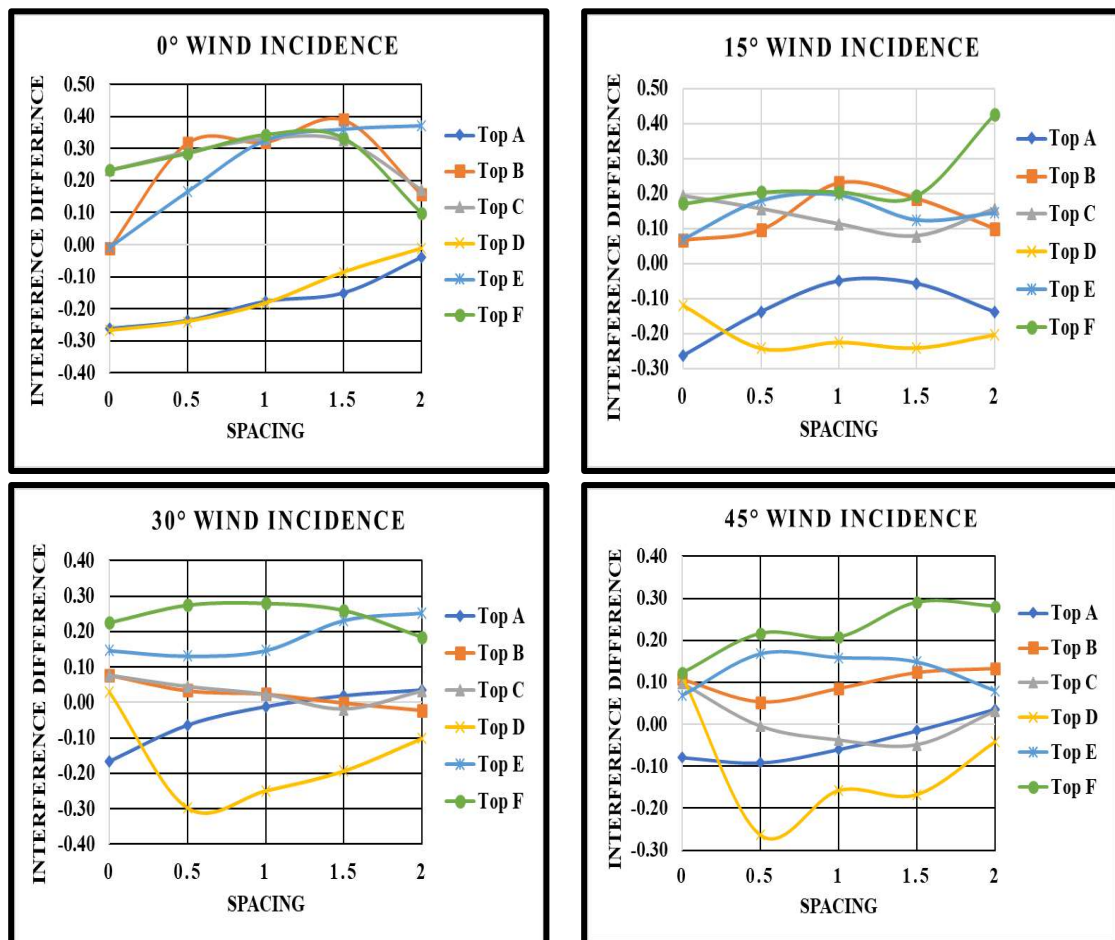 0° WIND INCIDENCE
INTERFERENCE DIFFERENCE
0.50
0.40
0.30
0.20
0.10
0.00
-0.10
-0.20
-0.30
-0.40
0 0.5 1 1.5 2
SPACING
Top A
Top B
Top C
Top D
Top E
Top F
15° WIND INCIDENCE
INTERFERENCE DIFFERENCE
0.50
0.40
0.30
0.20
0.10
0.00
-0.10
-0.20
-0.30
0 0.5 1 1.5 2
SPACING
Top A
Top B
Top C
Top D
Top E
Top F
30° WIND INCIDENCE
INTERFERENCE DIFFERENCE
0.40
0.30
0.20
0.10
0.00
-0.10
-0.20
-0.30
-0.40
0 0.5 1 1.5 2
SPACING
Top A
Top B
Top C
Top D
Top E
Top F
45° WIND INCIDENCE
INTERFERENCE DIFFERENCE
0.40
0.30
0.20
0.10
0.00
-0.10
-0.20
-0.30
0 0.5 1 1.5 2
SPACING
Top A
Top B
Top C
Top D
Top E
Top F